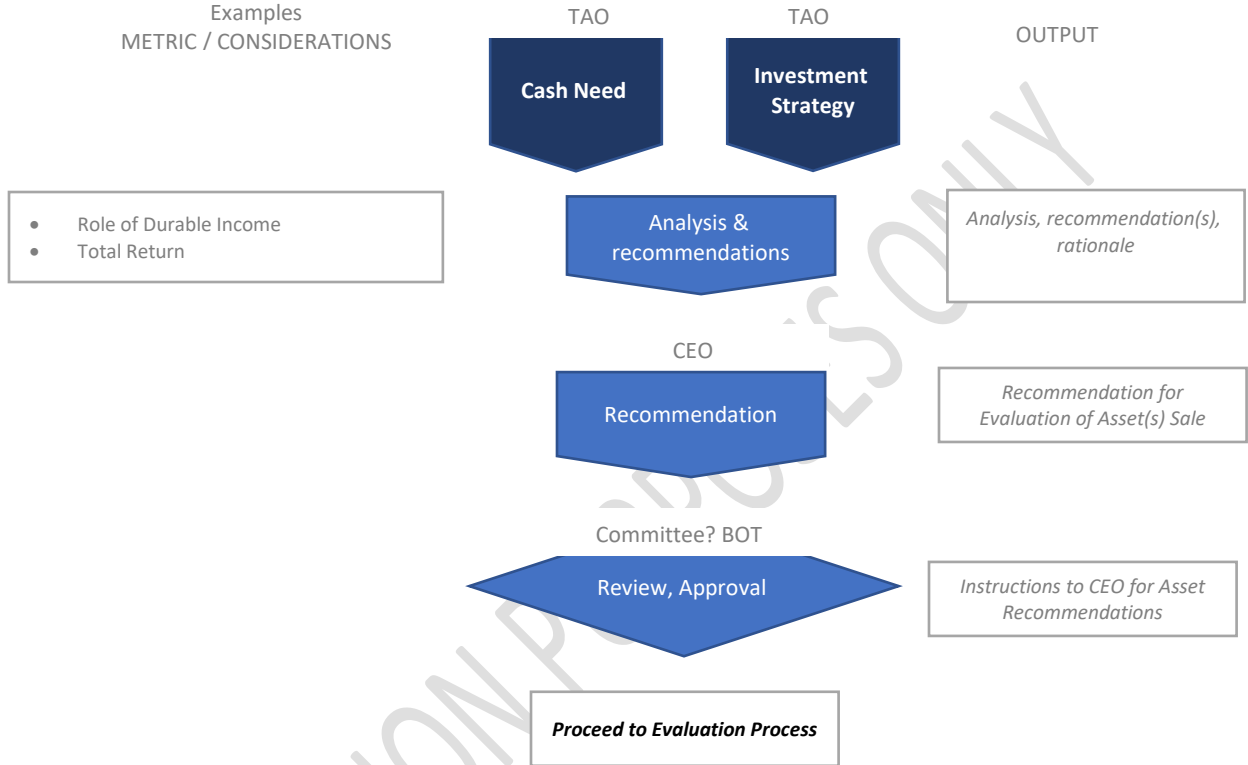 Examples
METRIC / CONSIDERATIONS
TAO
TAO
OUTPUT
Cash Need
Investment
Strategy
• Role of Durable Income
• Total Return
Analysis &
recommendations
Analysis, recommendation(s),
rationale
CEO
Recommendation
Recommendation for
Evaluation of Asset(s) Sale
Committee? BOT
Review, Approval
Instructions to CEO for Asset
Recommendations
Proceed to Evaluation Process
ONLY